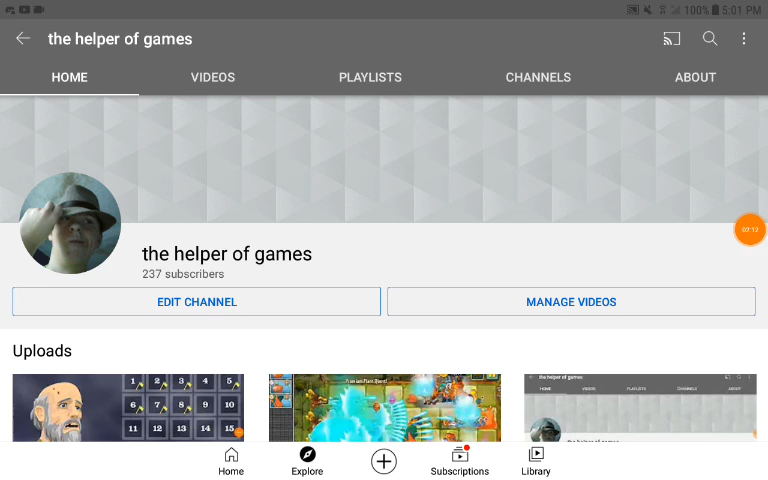 100% 5:01 PM
the helper of games
HOME VIDEOS PLAYLISTS CHANNELS ABOUT
02:12
the helper of games
237 subscribers
EDIT CHANNEL MANAGE VIDEOS
Uploads
1 2 3 4 5
6 7 8 9 10
11 12 13 14 15
the helper of games
HOME VIDEOS PLAYLISTS CHANNELS ABOUT
Home Explore Subscriptions Library